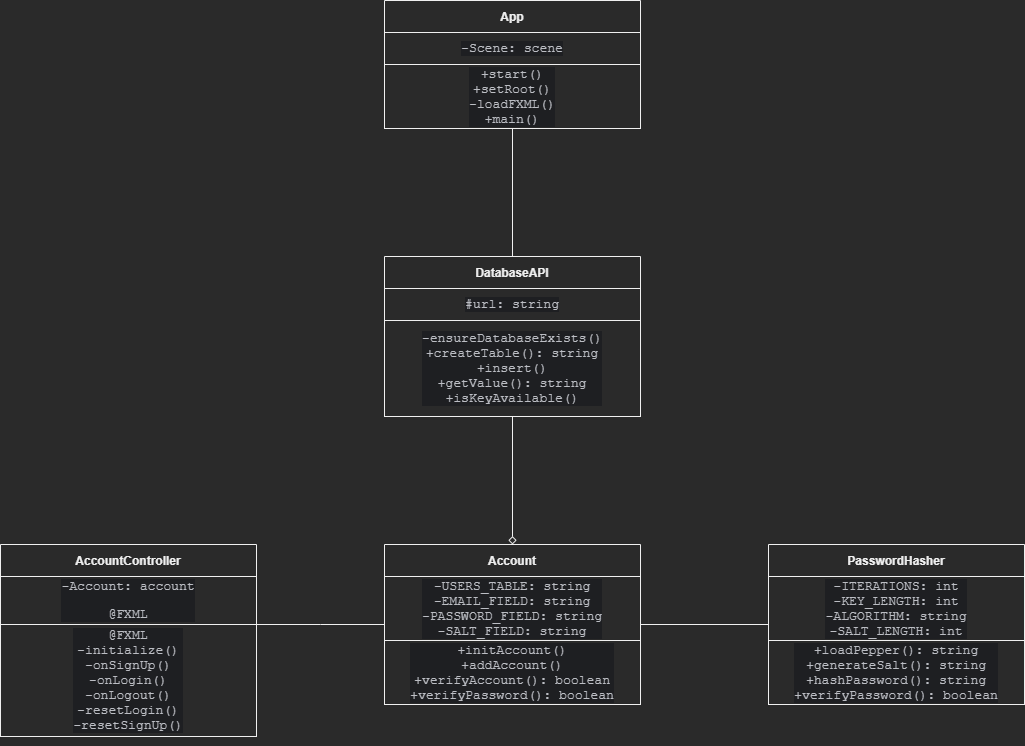 App
-Scene: scene
+start()
+setRoot()
-loadFXML()
+main()
DatabaseAPI
#url: string
-ensureDatabaseExists()
+createTable(): string
+insert()
+getValue(): string
+isKeyAvailable()
AccountController
-Account: account
@FXML
@FXML
-initialize()
-onSignUp()
-onLogin()
-onLogout()
-resetLogin()
-resetSignUp()
Account
-USERS_TABLE: string
-EMAIL_FIELD: string
-PASSWORD_FIELD: string
-SALT_FIELD: string
+initAccount()
+addAccount()
+verifyAccount(): boolean
+verifyPassword(): boolean
PasswordHasher
-ITERATIONS: int
-KEY_LENGTH: int
-ALGORITHM: string
-SALT_LENGTH: int
+loadPepper(): string
+generateSalt(): string
+hashPassword(): string
+verifyPassword(): boolean